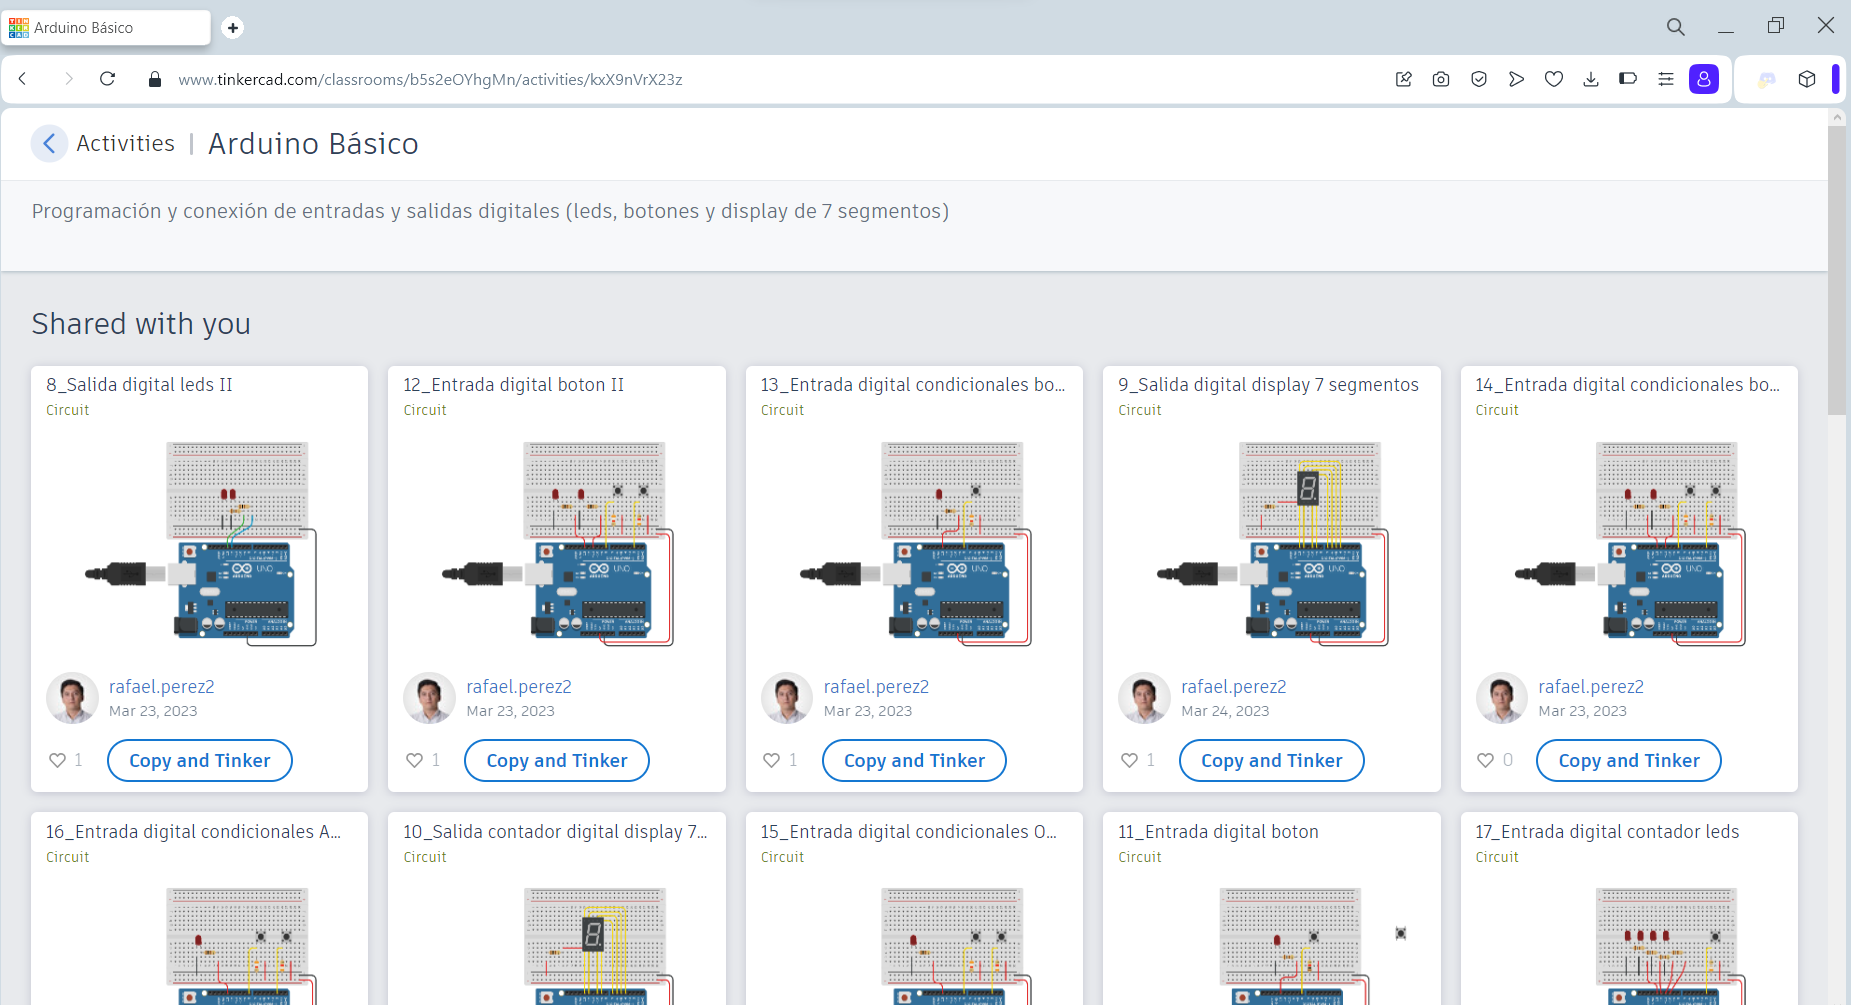 Arduino Básico
www.tinkercad.com/classrooms/b5s2eOYhgMn/activities/kxX9nVrX23z
Activities | Arduino Básico
Programación y conexión de entradas y salidas digitales (leds, botones y display de 7 segmentos)
Shared with you
8_Salida digital leds II
Circuit
rafael.perez2
Mar 23, 2023
1
Copy and Tinker
12_Entrada digital boton II
Circuit
rafael.perez2
Mar 23, 2023
1
Copy and Tinker
13_Entrada digital condicionales bo...
Circuit
rafael.perez2
Mar 23, 2023
1
Copy and Tinker
9_Salida digital display 7 segmentos
Circuit
rafael.perez2
Mar 24, 2023
1
Copy and Tinker
14_Entrada digital condicionales bo...
Circuit
rafael.perez2
Mar 23, 2023
0
Copy and Tinker
16_Entrada digital condicionales A...
Circuit
10_Salida contador digital display 7...
Circuit
15_Entrada digital condicionales O...
Circuit
11_Entrada digital boton
Circuit
17_Entrada digital contador leds
Circuit